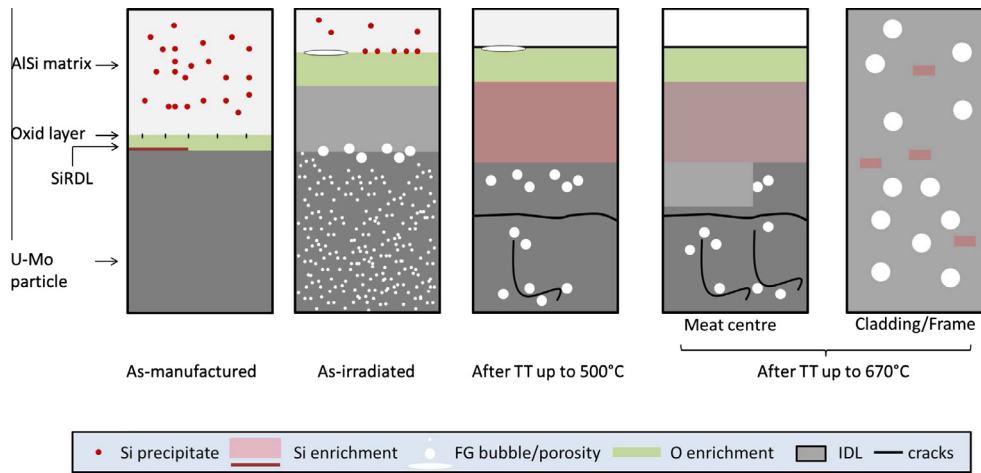 AlSi matrix
Oxid layer
SiRDL
U-Mo
particle
Meat centre
Cladding/Frame
As-manufactured
As-irradiated
After TT up to 500°C
After TT up to 670°C
Si precipitate
Si enrichment
FG bubble/porosity
O enrichment
IDL
cracks